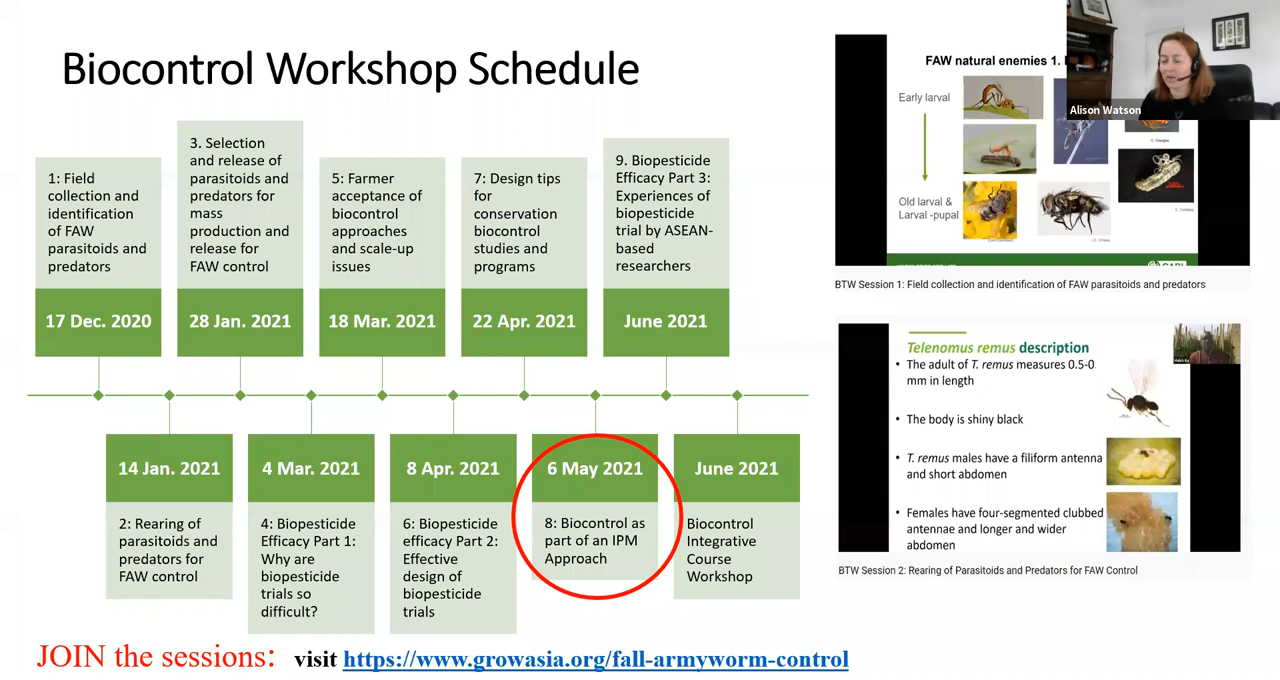 Biocontrol Workshop Schedule
1: Field
collection and
identification
of FAW
parasitoids and
predators
17 Dec. 2020
3. Selection
and release of
parasitoids and
predators for
mass
production and
release for
FAW control
28 Jan. 2021
5: Farmer
acceptance of
biocontrol
approaches
and scale-up
issues
18 Mar. 2021
7: Design tips
for
conservation
biocontrol
studies and
programs
22 Apr. 2021
9. Biopesticide
Efficacy Part 3:
Experiences of
biopesticide
trial by ASEAN-
based
researchers
June 2021
14 Jan. 2021
2: Rearing of
parasitoids and
predators for
FAW control
4 Mar. 2021
4: Biopesticide
Efficacy Part 1:
Why are
biopesticide
trials so
difficult?
8 Apr. 2021
6: Biopesticide
efficacy Part 2:
Effective
design of
biopesticide
trials
6 May 2021
8: Biocontrol as
part of an IPM
Approach
June 2021
Biocontrol
Integrative
Course
Workshop
JOIN the sessions: visit https://www.growasia.org/fall-armyworm-control
FAW natural enemies 1.
Alison Watson
Early larval
Old larval &
Larval -pupal
BTW Session 1: Field collection and identification of FAW parasitoids and predators
Telenomus remus description
• The adult of T. remus measures 0.5-0
mm in length
• The body is shiny black
• T. remus males have a filiform antenna
and short abdomen
• Females have four-segmented clubbed
antennae and longer and wider
abdomen
BTW Session 2: Rearing of Parasitoids and Predators for FAW Control